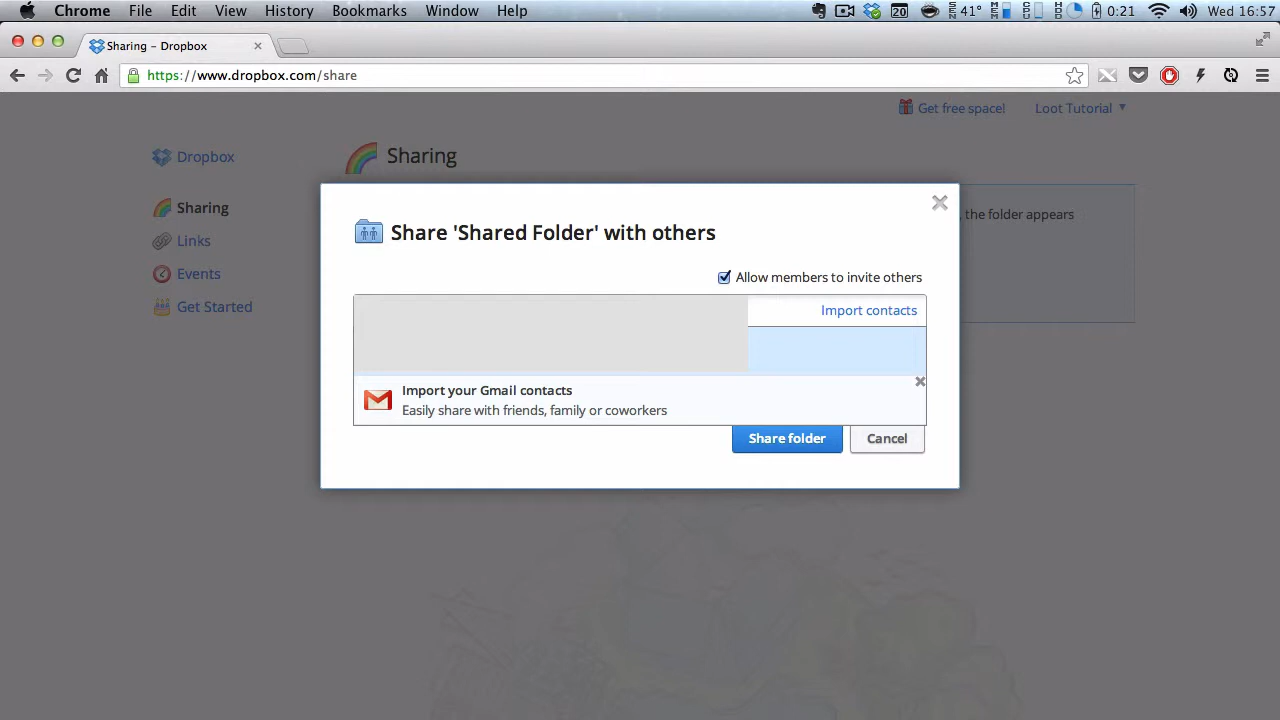 Chrome File Edit View History Bookmarks Window Help 20 41° 0:21 Wed 16:57
Sharing – Dropbox
https://www.dropbox.com/share
Get free space! Loot Tutorial
Dropbox
Sharing
Sharing
Links
Events
Get Started
, the folder appears
Share 'Shared Folder' with others
Allow members to invite others
Import contacts
Import your Gmail contacts
Easily share with friends, family or coworkers
Share folder
Cancel